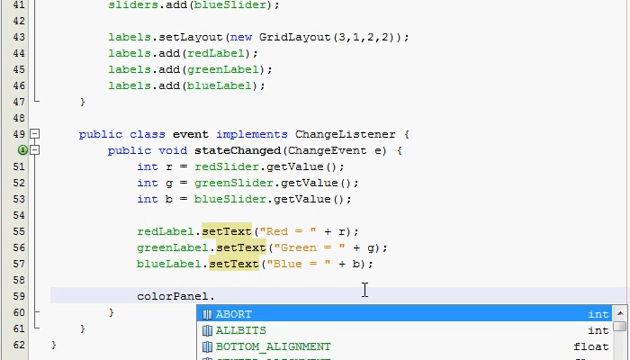 41 sliders.add(blueSlider);
42
43 labels.setLayout(new GridLayout(3,1,2,2));
44 labels.add(redLabel);
45 labels.add(greenLabel);
46 labels.add(blueLabel);
47 }
48
49 public class event implements ChangeListener {
public void stateChanged(ChangeEvent e) {
51 int r = redSlider.getValue();
52 int g = greenSlider.getValue();
53 int b = blueSlider.getValue();
54
55 redLabel.setText("Red = " + r);
56 greenLabel.setText("Green = " + g);
57 blueLabel.setText("Blue = " + b);
58
59 colorPanel.
60 }
61 }
62 }
ABORT int
ALLBITS int
BOTTOM_ALIGNMENT float